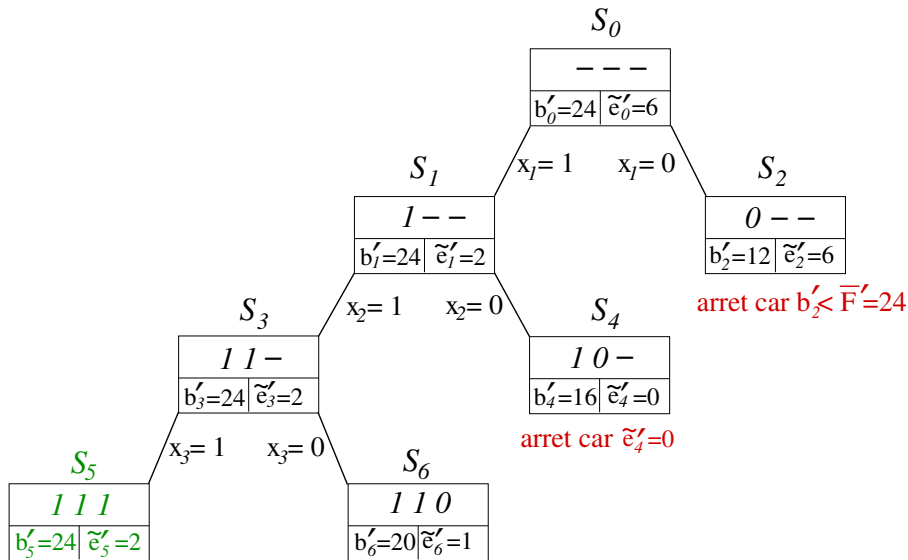 S₀
– – –
b′₀=24 ẽ′₀=6
x₁= 1 x₁= 0
S₁ S₂
1 – – 0 – –
b′₁=24 ẽ′₁=2 b′₂=12 ẽ′₂=6
arret car b′₂< F̅′=24
x₂= 1 x₂= 0
S₃ S₄
1 1 – 1 0 –
b′₃=24 ẽ′₃=2 b′₄=16 ẽ′₄=0
arret car ẽ′₄=0
x₃= 1 x₃= 0
S₅ S₆
1 1 1 1 1 0
b′₅=24 ẽ′₅=2 b′₆=20 ẽ′₆=1